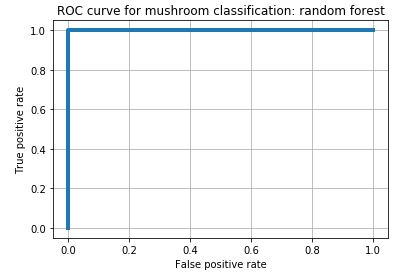 ROC curve for mushroom classification: random forest
1.0
0.8
0.6
0.4
0.2
0.0
True positive rate
0.0 0.2 0.4 0.6 0.8 1.0
False positive rate